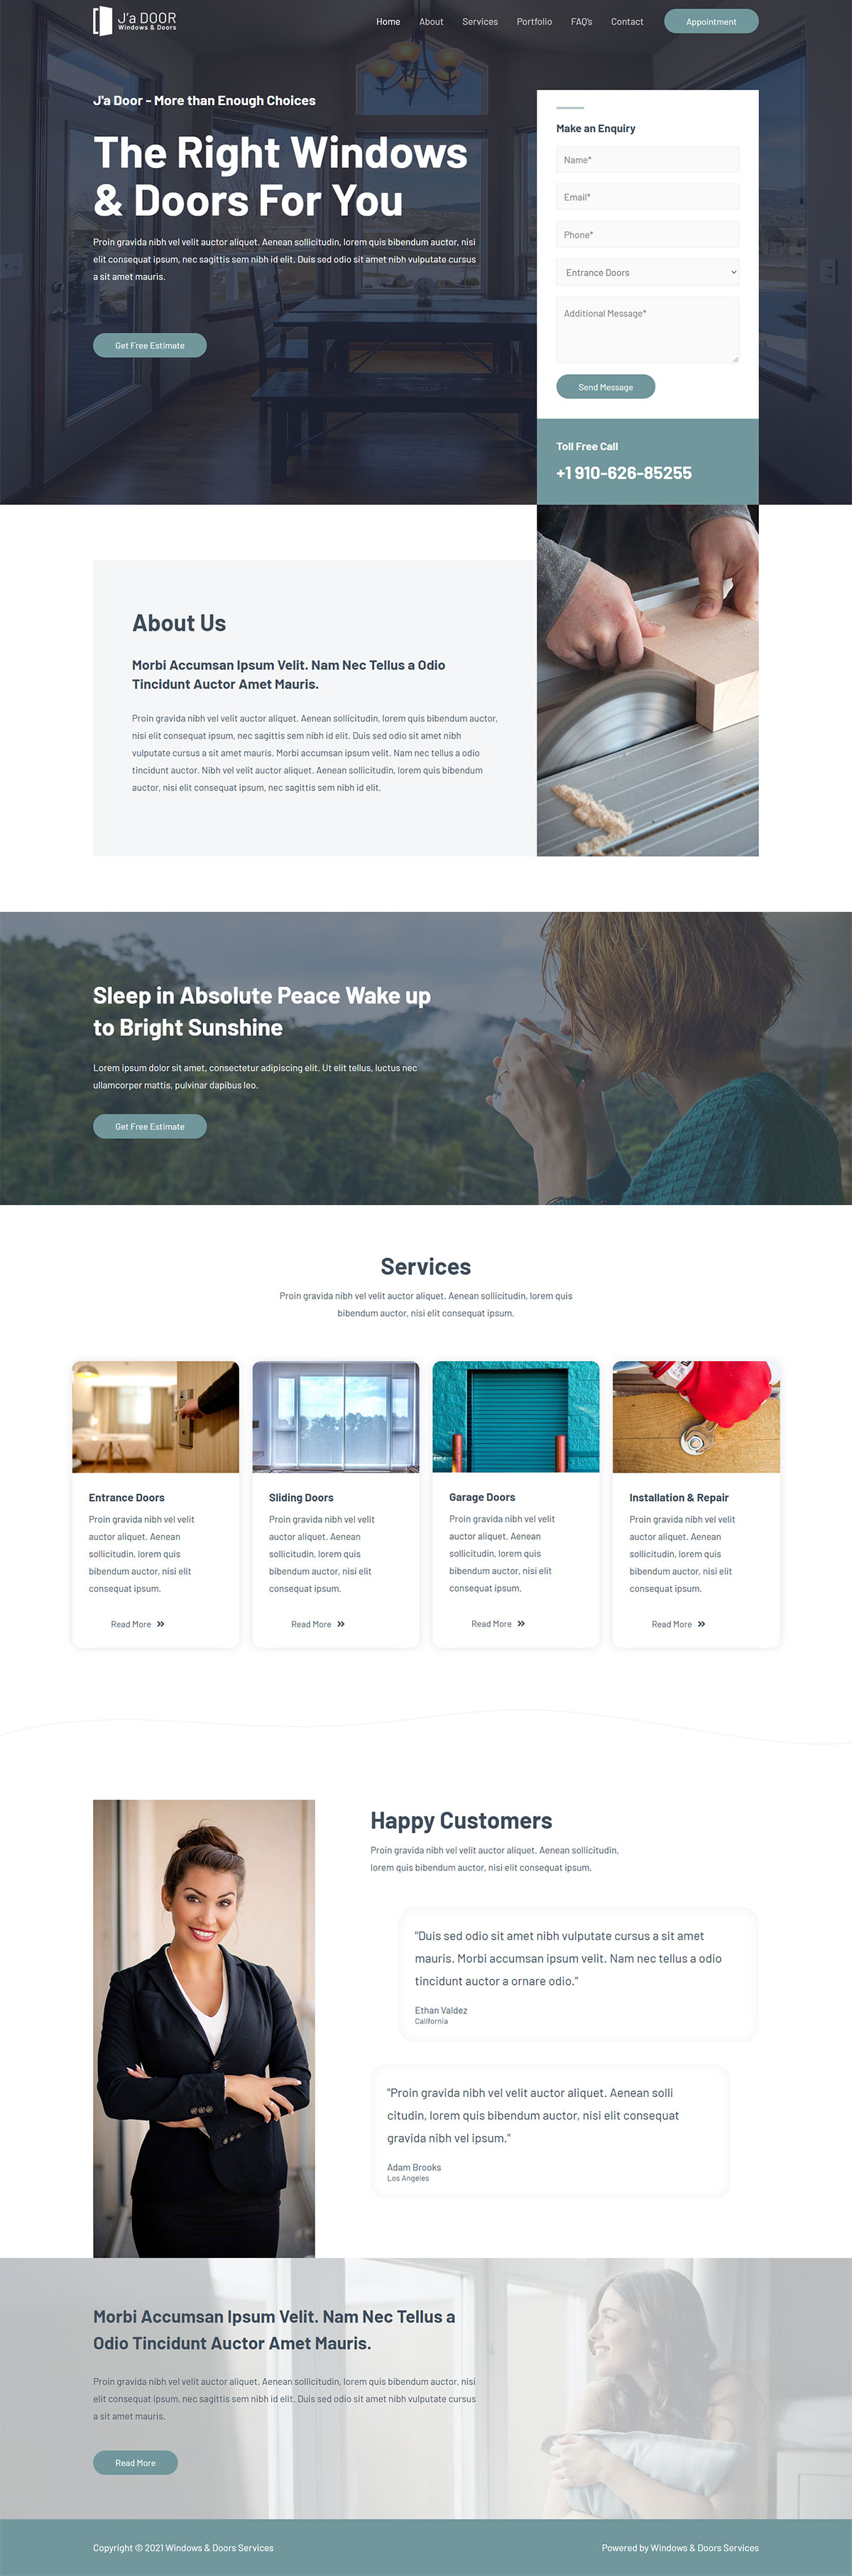 J'a DOOR
Windows & Doors
Home
About
Services
Portfolio
FAQ's
Contact
Appointment
J'a Door - More than Enough Choices
The Right Windows
& Doors For You
Proin gravida nibh vel velit auctor aliquet. Aenean sollicitudin, lorem quis bibendum auctor, nisi
elit consequat ipsum, nec sagittis sem nibh id elit. Duis sed odio sit amet nibh vulputate cursus
a sit amet mauris.
Get Free Estimate
Make an Enquiry
Name*
Email*
Phone*
Entrance Doors
Additional Message*
Send Message
Toll Free Call
+1 910-626-85255
About Us
Morbi Accumsan Ipsum Velit. Nam Nec Tellus a Odio
Tincidunt Auctor Amet Mauris.
Proin gravida nibh vel velit auctor aliquet. Aenean sollicitudin, lorem quis bibendum auctor,
nisi elit consequat ipsum, nec sagittis sem nibh id elit. Duis sed odio sit amet nibh
vulputate cursus a sit amet mauris. Morbi accumsan ipsum velit. Nam nec tellus a odio
tincidunt auctor. Nibh vel velit auctor aliquet. Aenean sollicitudin, lorem quis bibendum
auctor, nisi elit consequat ipsum, nec sagittis sem nibh id elit.
Sleep in Absolute Peace Wake up
to Bright Sunshine
Lorem ipsum dolor sit amet, consectetur adipiscing elit. Ut elit tellus, luctus nec
ullamcorper mattis, pulvinar dapibus leo.
Get Free Estimate
Services
Proin gravida nibh vel velit auctor aliquet. Aenean sollicitudin, lorem quis
bibendum auctor, nisi elit consequat ipsum.
Entrance Doors
Proin gravida nibh vel velit
auctor aliquet. Aenean
sollicitudin, lorem quis
bibendum auctor, nisi elit
consequat ipsum.
Read More
Sliding Doors
Proin gravida nibh vel velit
auctor aliquet. Aenean
sollicitudin, lorem quis
bibendum auctor, nisi elit
consequat ipsum.
Read More
Garage Doors
Proin gravida nibh vel velit
auctor aliquet. Aenean
sollicitudin, lorem quis
bibendum auctor, nisi elit
consequat ipsum.
Read More
Installation & Repair
Proin gravida nibh vel velit
auctor aliquet. Aenean
sollicitudin, lorem quis
bibendum auctor, nisi elit
consequat ipsum.
Read More
Happy Customers
Proin gravida nibh vel velit auctor aliquet. Aenean sollicitudin,
lorem quis bibendum auctor, nisi elit consequat ipsum.
"Duis sed odio sit amet nibh vulputate cursus a sit amet
mauris. Morbi accumsan ipsum velit. Nam nec tellus a odio
tincidunt auctor a ornare odio."
Ethan Valdez
California
"Proin gravida nibh vel velit auctor aliquet. Aenean solli
citudin, lorem quis bibendum auctor, nisi elit consequat
gravida nibh vel ipsum."
Adam Brooks
Los Angeles
Morbi Accumsan Ipsum Velit. Nam Nec Tellus a
Odio Tincidunt Auctor Amet Mauris.
Proin gravida nibh vel velit auctor aliquet. Aenean sollicitudin, lorem quis bibendum auctor, nisi
elit consequat ipsum, nec sagittis sem nibh id elit. Duis sed odio sit amet nibh vulputate cursus
a sit amet mauris.
Read More
Copyright © 2021 Windows & Doors Services
Powered by Windows & Doors Services